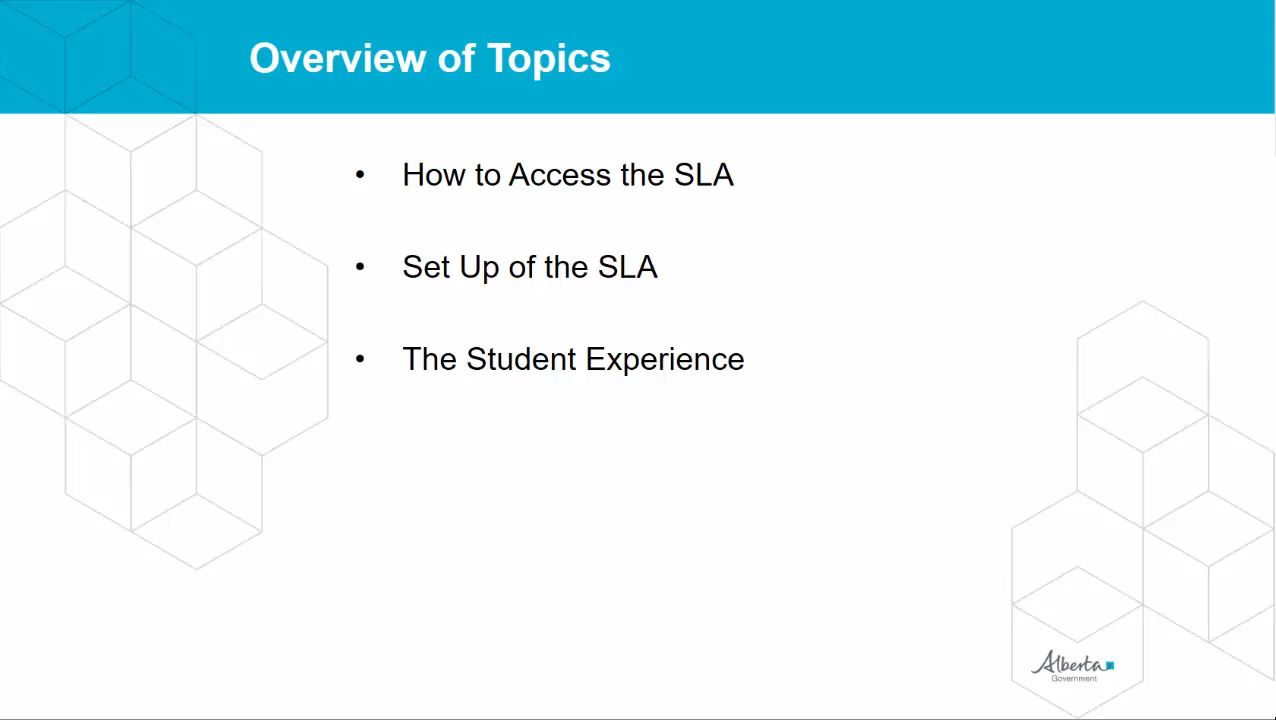 Overview of Topics
• How to Access the SLA
• Set Up of the SLA
• The Student Experience
Alberta
Government